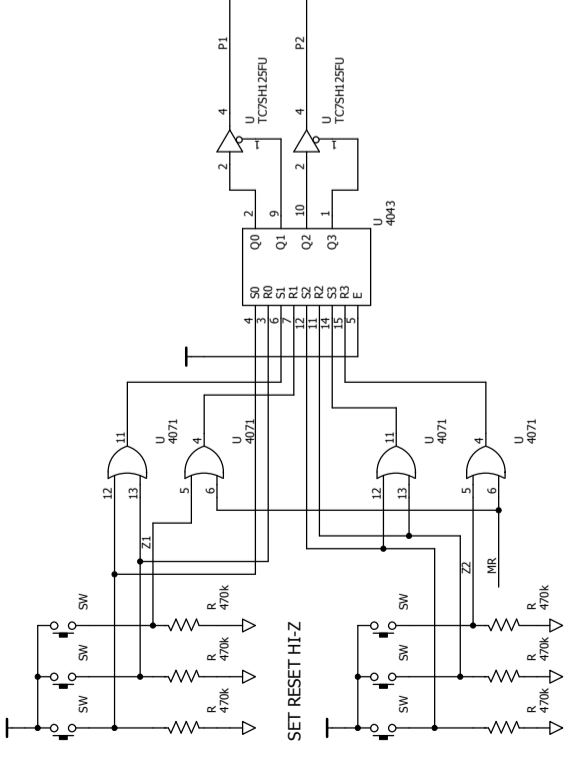 P1
P2
4
U
TC7SH125FU
2
1
4
U
TC7SH125FU
2
1
2
9
10
1
U
4043
Q0
Q1
Q2
Q3
S0
R0
S1
R1
S2
R2
S3
R3
E
4
3
6
7
12
11
14
15
5
11
U
4071
12
13
4
U
4071
5
6
11
U
4071
12
13
4
U
4071
5
6
Z1
Z2
MR
SW
SW
SW
R
470k
R
470k
R
470k
SET RESET HI-Z
SW
SW
SW
R
470k
R
470k
R
470k